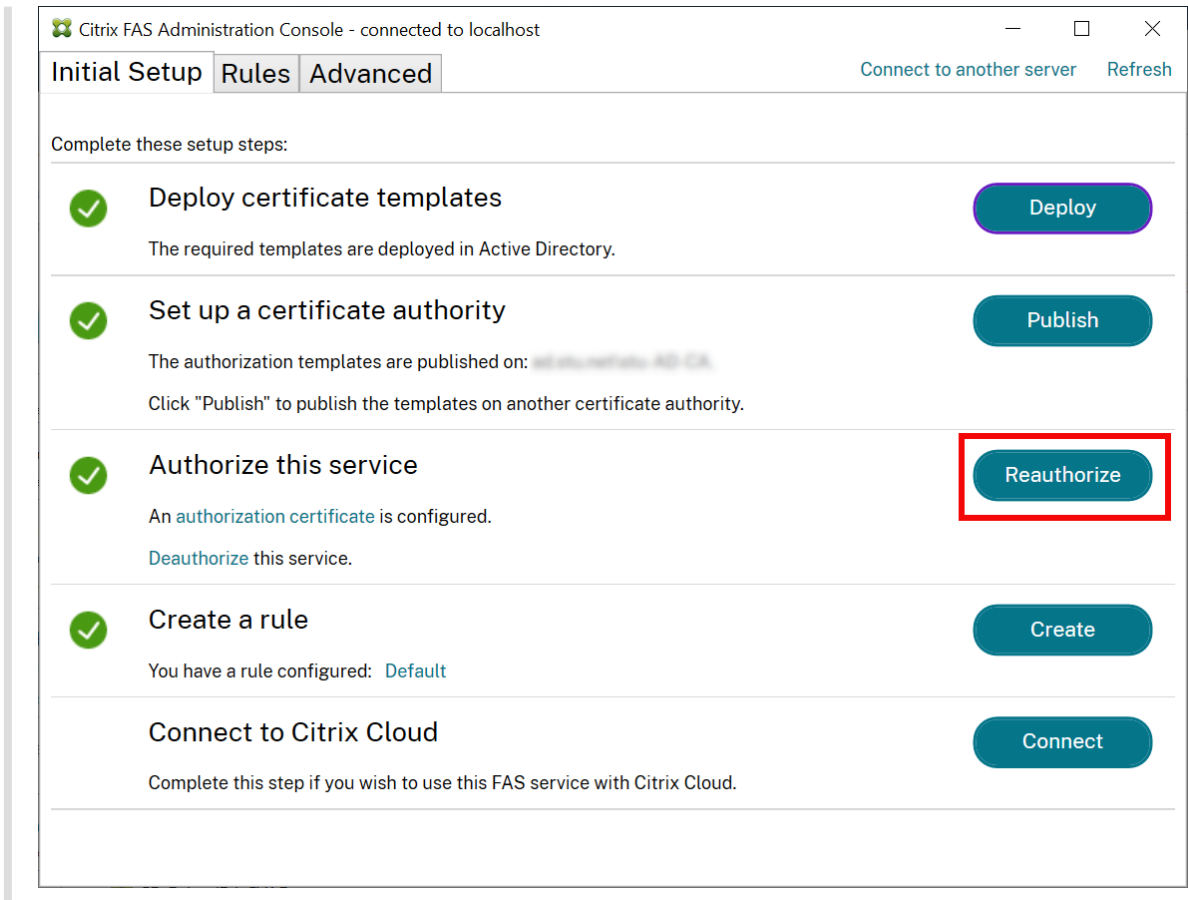 Citrix FAS Administration Console - connected to localhost
Initial Setup Rules Advanced Connect to another server Refresh
Complete these setup steps:
Deploy certificate templates
Deploy
The required templates are deployed in Active Directory.
Set up a certificate authority
Publish
The authorization templates are published on:
Click "Publish" to publish the templates on another certificate authority.
Authorize this service
Reauthorize
An authorization certificate is configured.
Deauthorize this service.
Create a rule
Create
You have a rule configured: Default
Connect to Citrix Cloud
Connect
Complete this step if you wish to use this FAS service with Citrix Cloud.